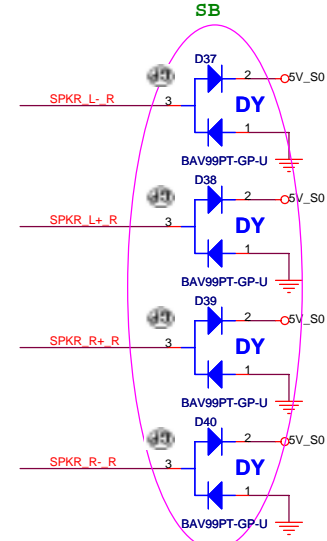 SB
D37
2
5V_S0
SPKR_L-_R
3
DY
1
BAV99PT-GP-U
D38
2
5V_S0
SPKR_L+_R
3
DY
1
BAV99PT-GP-U
D39
2
5V_S0
SPKR_R+_R
3
DY
1
BAV99PT-GP-U
D40
2
5V_S0
SPKR_R-_R
3
DY
1
BAV99PT-GP-U